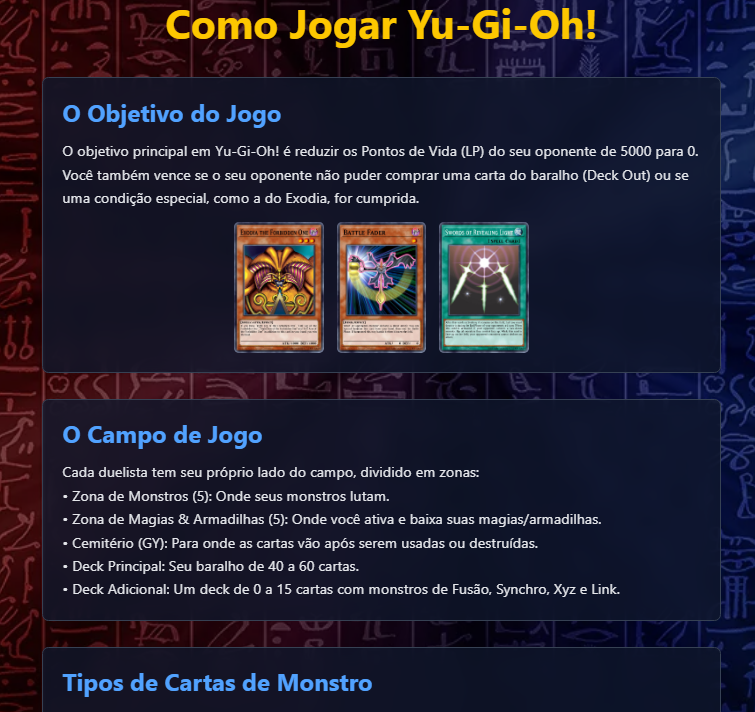 Como Jogar Yu-Gi-Oh!
O Objetivo do Jogo
O objetivo principal em Yu-Gi-Oh! é reduzir os Pontos de Vida (LP) do seu oponente de 5000 para 0.
Você também vence se o seu oponente não puder comprar uma carta do baralho (Deck Out) ou se
uma condição especial, como a do Exodia, for cumprida.
Exodia the Forbidden One
Battle Fader
Swords of Revealing Light
O Campo de Jogo
Cada duelista tem seu próprio lado do campo, dividido em zonas:
• Zona de Monstros (5): Onde seus monstros lutam.
• Zona de Magias & Armadilhas (5): Onde você ativa e baixa suas magias/armadilhas.
• Cemitério (GY): Para onde as cartas vão após serem usadas ou destruídas.
• Deck Principal: Seu baralho de 40 a 60 cartas.
• Deck Adicional: Um deck de 0 a 15 cartas com monstros de Fusão, Synchro, Xyz e Link.
Tipos de Cartas de Monstro